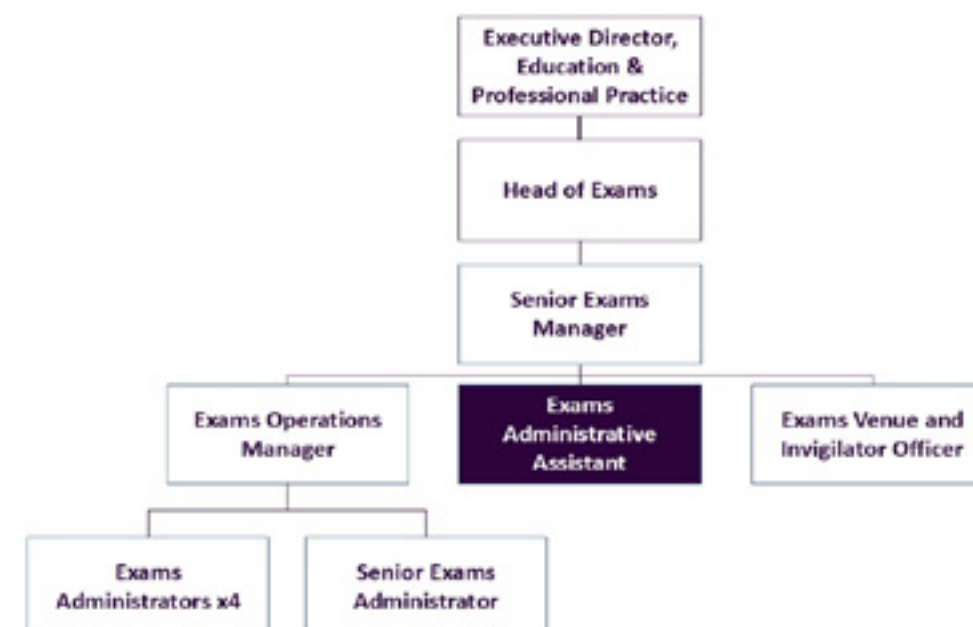 Executive Director,
Education &
Professional Practice
Head of Exams
Senior Exams
Manager
Exams Operations
Manager
Exams
Administrative
Assistant
Exams Venue and
Invigilator Officer
Exams
Administrators x4
Senior Exams
Administrator